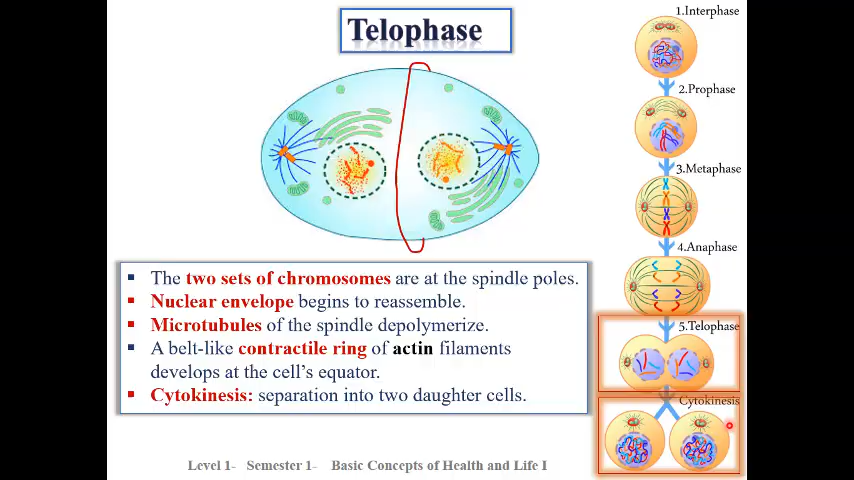 Telophase
The two sets of chromosomes are at the spindle poles.
Nuclear envelope begins to reassemble.
Microtubules of the spindle depolymerize.
A belt-like contractile ring of actin filaments
develops at the cell's equator.
Cytokinesis: separation into two daughter cells.
1.Interphase
2.Prophase
3.Metaphase
4.Anaphase
5.Telophase
Cytokinesis
Level 1- Semester 1- Basic Concepts of Health and Life I